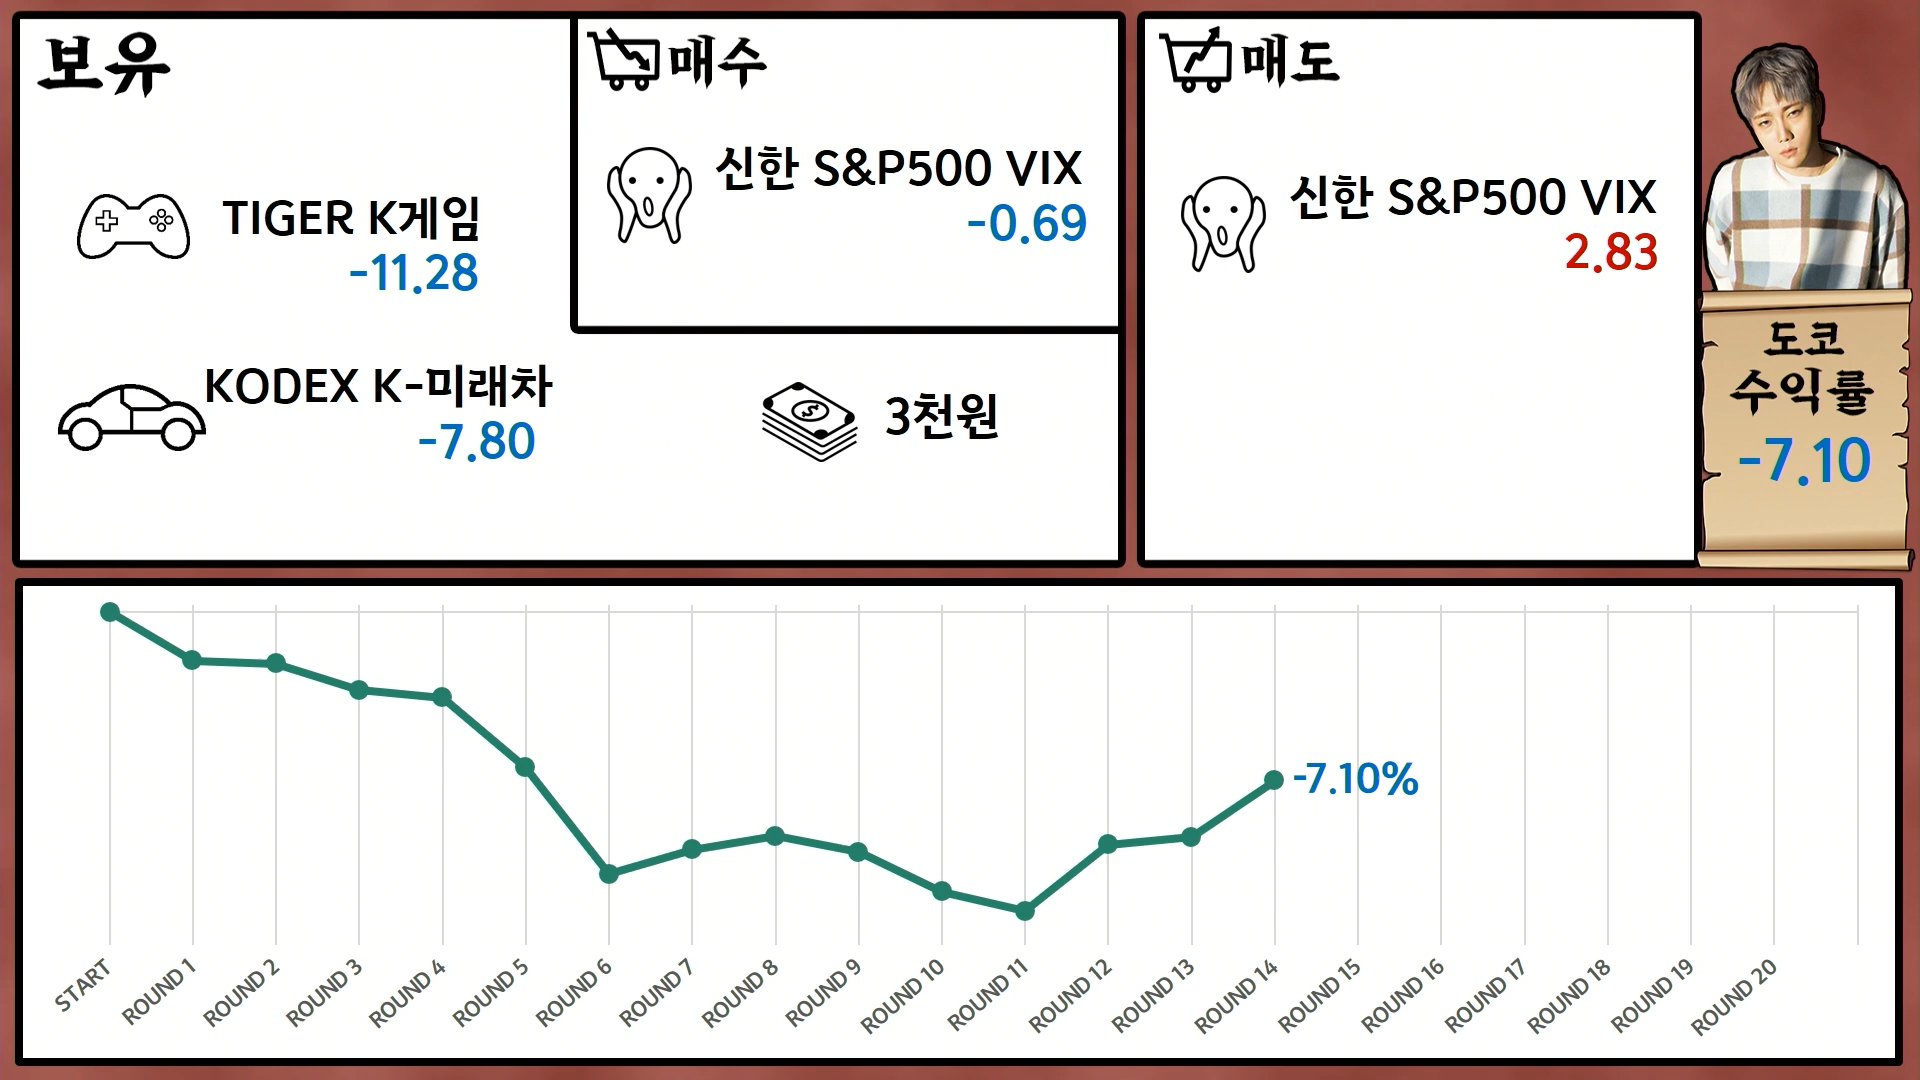 보유
TIGER K게임
-11.28
KODEX K-미래차
-7.80
매수
신한 S&P500 VIX
-0.69
3천원
매도
신한 S&P500 VIX
2.83
도코
수익률
-7.10
-7.10%
START
ROUND 1
ROUND 2
ROUND 3
ROUND 4
ROUND 5
ROUND 6
ROUND 7
ROUND 8
ROUND 9
ROUND 10
ROUND 11
ROUND 12
ROUND 13
ROUND 14
ROUND 15
ROUND 16
ROUND 17
ROUND 18
ROUND 19
ROUND 20